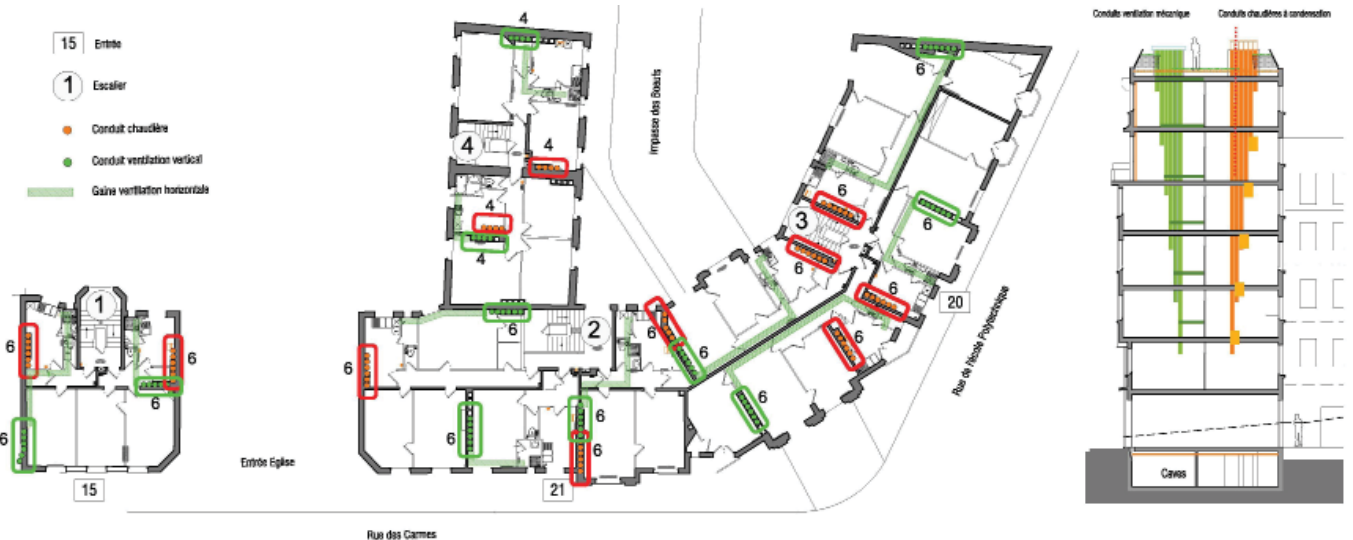 15 Entrée
1 Escalier
Conduit chaudière
Conduit ventilation vertical
Gaine ventilation horizontale
4
4
4
4
4
Impasse des Boeufs
6
6
3
6
6
6
20
Rue de l'école Polytechnique
1
6
6
6
6
15
Entrée Eglise
6
2
6
6
6
6
6
6
6
6
21
Rue des Carmes
Conduits ventilation mécanique
Conduits chaudières à condensation
Caves